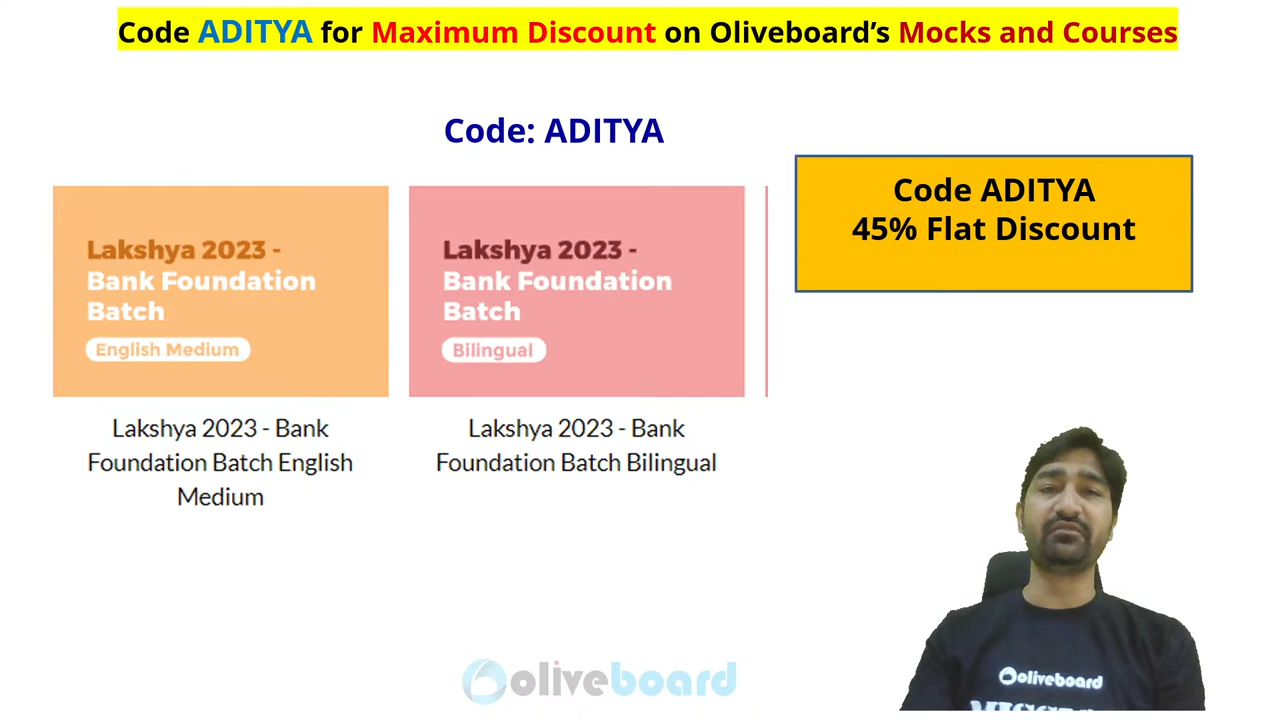 Code ADITYA for Maximum Discount on Oliveboard’s Mocks and Courses
Code: ADITYA
Code ADITYA
45% Flat Discount
Lakshya 2023 -
Bank Foundation
Batch
English Medium
Lakshya 2023 -
Bank Foundation
Batch
Bilingual
Lakshya 2023 - Bank
Foundation Batch English
Medium
Lakshya 2023 - Bank
Foundation Batch Bilingual
oliveboard
oliveboard